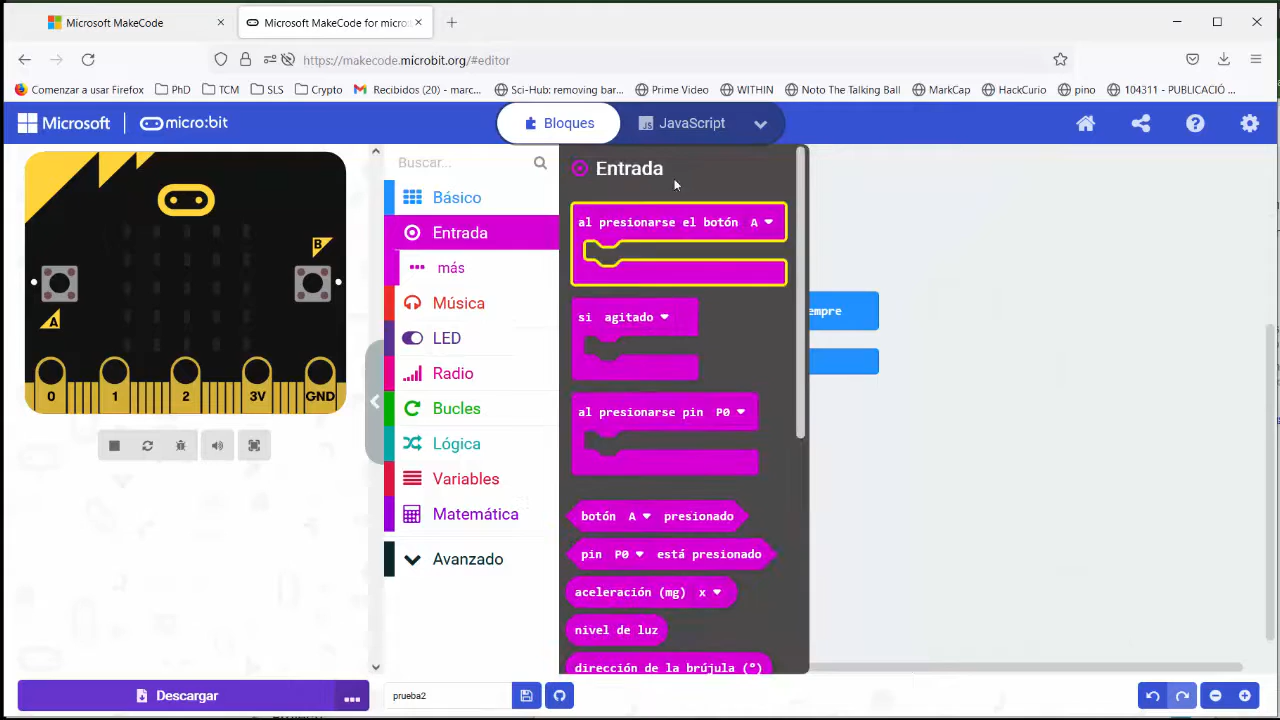 Microsoft MakeCode
Microsoft MakeCode for micro:
https://makecode.microbit.org/#editor
Comenzar a usar Firefox
PhD
TCM
SLS
Crypto
Recibidos (20) - marc...
Sci-Hub: removing bar...
Prime Video
WITHIN
Noto The Talking Ball
MarkCap
HackCurio
pino
104311 - PUBLICACIÓ ...
Microsoft
micro:bit
Bloques
JS JavaScript
B
A
0 1 2 3V GND
Buscar...
Básico
Entrada
más
Música
LED
Radio
Bucles
Lógica
Variables
Matemática
Avanzado
Entrada
al presionarse el botón A
si agitado
al presionarse pin P0
botón A presionado
pin P0 está presionado
aceleración (mg) x
nivel de luz
dirección de la brújula (°)
empre
Descargar
...
prueba2